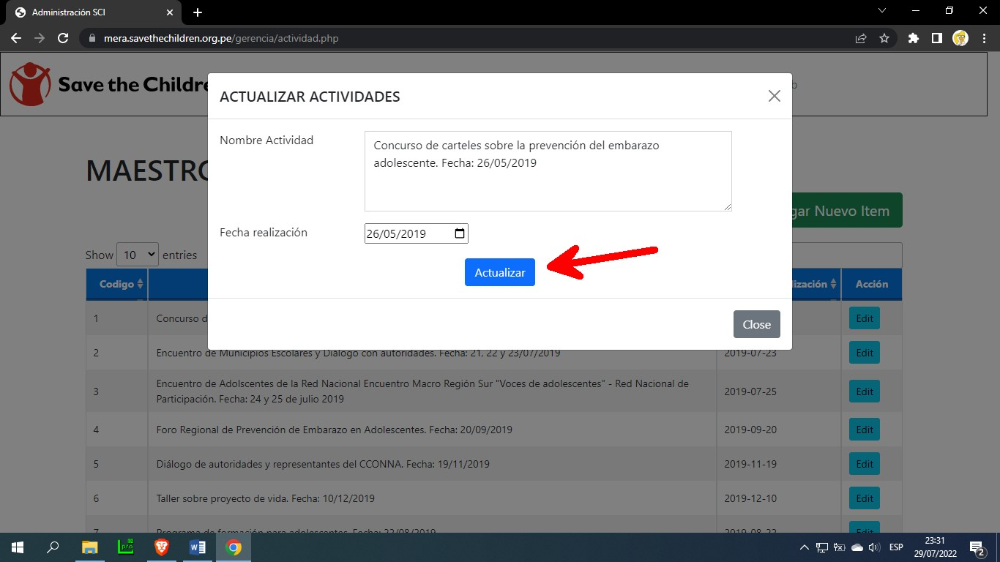 Administración SCI
mera.savethechildren.org.pe/gerencia/actividad.php
Save the Childre
ACTUALIZAR ACTIVIDADES
Nombre Actividad
Concurso de carteles sobre la prevención del embarazo
adolescente. Fecha: 26/05/2019
MAESTRO
Fecha realización
26/05/2019
gar Nuevo Item
Show 10 entries
Actualizar
Codigo
lización
Acción
Close
1 Concurso d Edit
2 Encuentro de Municipios Escolares y Diálogo con autoridades. Fecha: 21, 22 y 23/07/2019 2019-07-23 Edit
3 Encuentro de Adolscentes de la Red Nacional Encuentro Macro Región Sur "Voces de adolescentes" - Red Nacional de
Participación. Fecha: 24 y 25 de julio 2019 2019-07-25 Edit
4 Foro Regional de Prevención de Embarazo en Adolescentes. Fecha: 20/09/2019 2019-09-20 Edit
5 Diálogo de autoridades y representantes del CCONNA. Fecha: 19/11/2019 2019-11-19 Edit
6 Taller sobre proyecto de vida. Fecha: 10/12/2019 2019-12-10 Edit
7 Programa de formación para adolescentes. Fecha: 22/08/2019 2019-08-22 Edit
ESP
23:31
29/07/2022
2